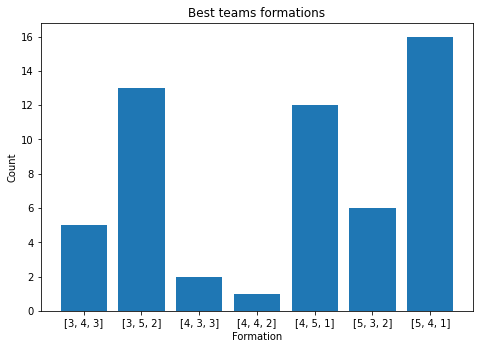 Best teams formations
Count
16
14
12
10
8
6
4
2
0
[3, 4, 3] [3, 5, 2] [4, 3, 3] [4, 4, 2] [4, 5, 1] [5, 3, 2] [5, 4, 1]
Formation